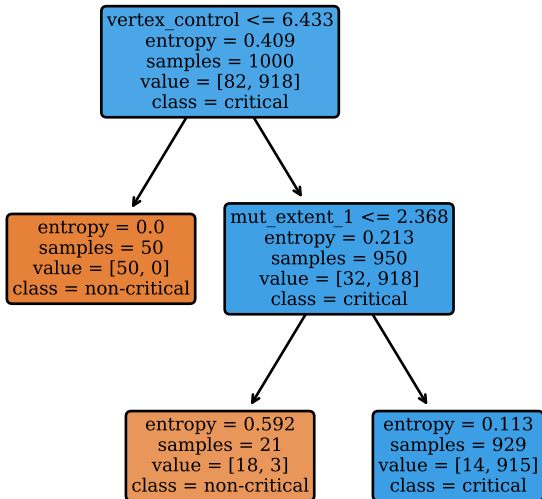 vertex_control <= 6.433
entropy = 0.409
samples = 1000
value = [82, 918]
class = critical
entropy = 0.0
samples = 50
value = [50, 0]
class = non-critical
mut_extent_1 <= 2.368
entropy = 0.213
samples = 950
value = [32, 918]
class = critical
entropy = 0.592
samples = 21
value = [18, 3]
class = non-critical
entropy = 0.113
samples = 929
value = [14, 915]
class = critical